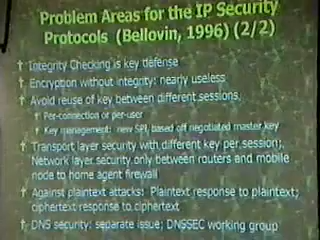 Problem Areas for the IP Security
Protocols (Bellovin, 1996) (2/2)
Integrity Checking is key defense
Encryption without integrity: nearly useless
Avoid reuse of key between different sessions,
Per-connection or per-user
Key management: new SPI, based off negotiated master key
Transport layer security with different key per session;
Network layer security only between routers and mobile
node to home agent firewall
Against plaintext attacks: Plaintext response to plaintext;
ciphertext response to ciphertext
DNS security: separate issue; DNSSEC working group